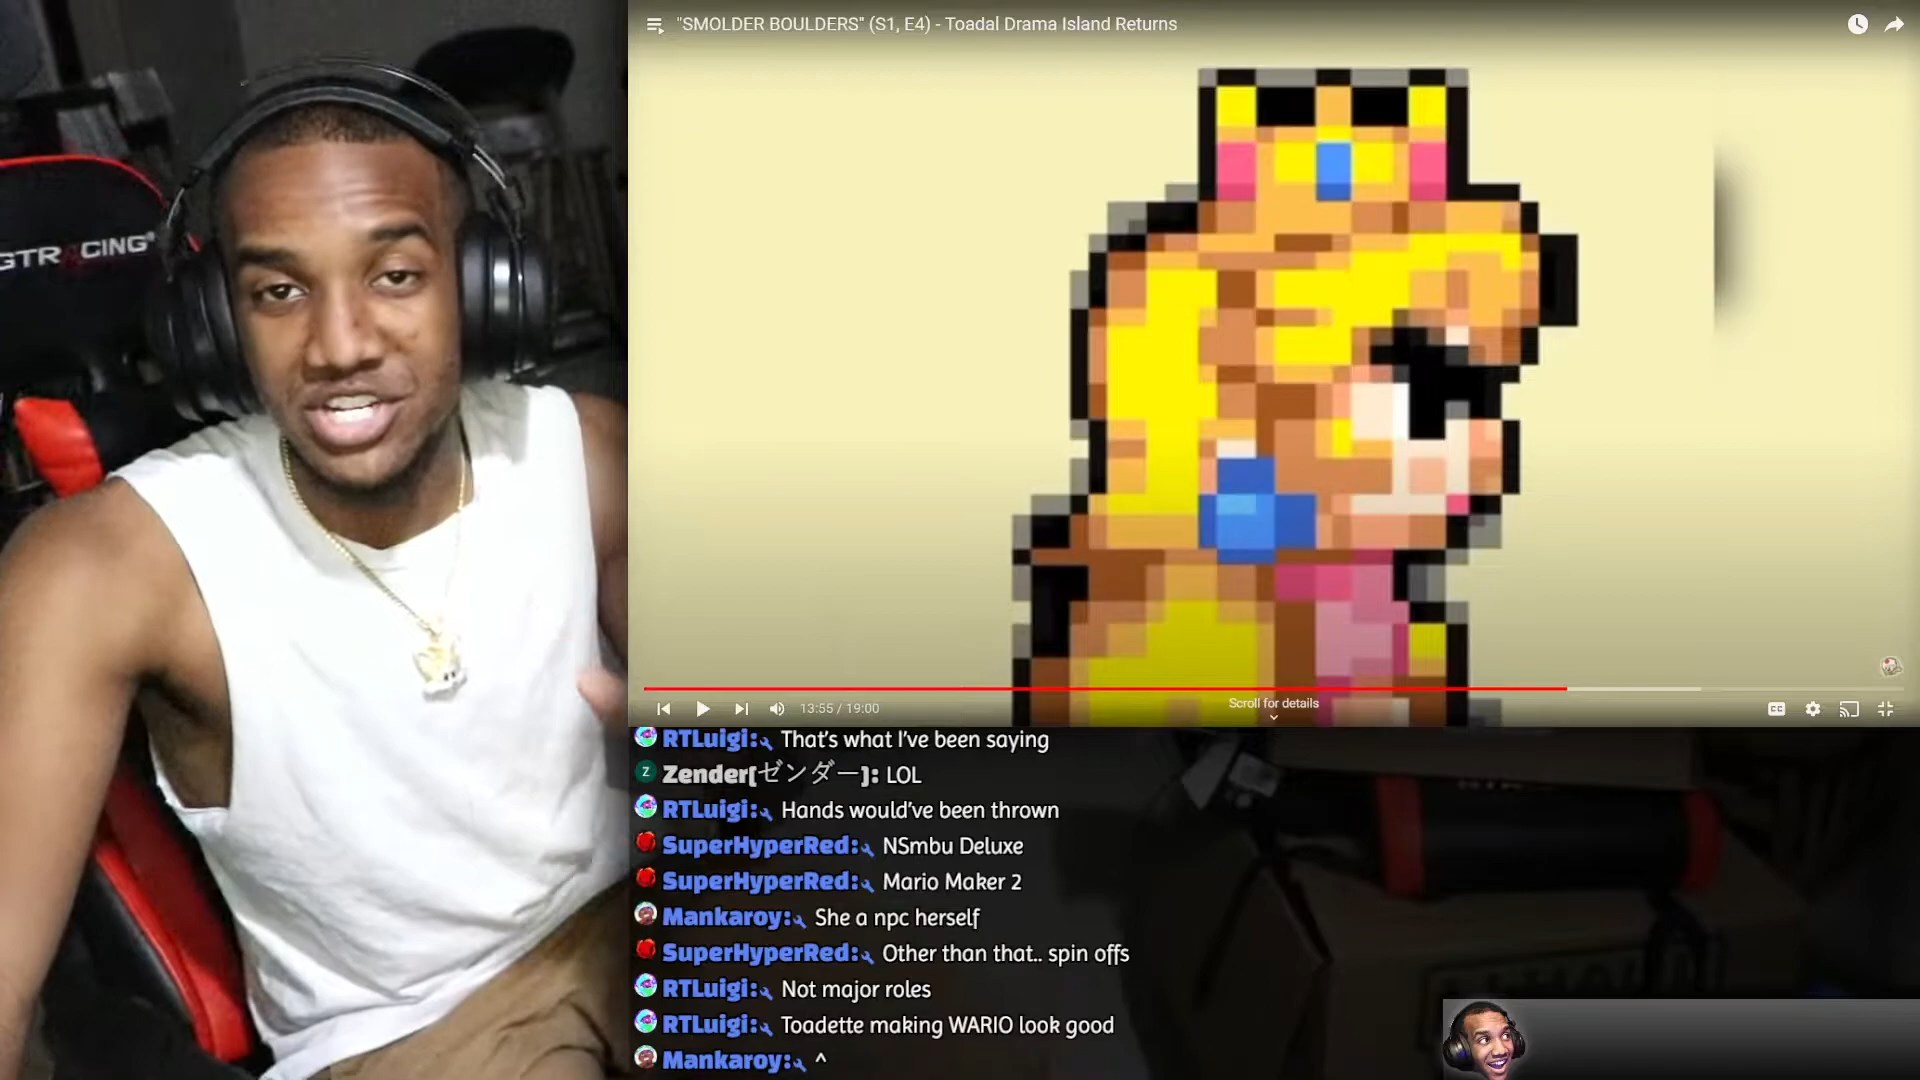 "SMOLDER BOULDERS" (S1, E4) - Toadal Drama Island Returns
GTRACING
13:55 / 19:00
Scroll for details
CC
RTLuigi: That's what I've been saying
Z Zender[ゼンダー]: LOL
RTLuigi: Hands would've been thrown
SuperHyperRed: NSmbu Deluxe
SuperHyperRed: Mario Maker 2
Mankaroy: She a npc herself
SuperHyperRed: Other than that.. spin offs
RTLuigi: Not major roles
RTLuigi: Toadette making WARIO look good
Mankaroy: ^